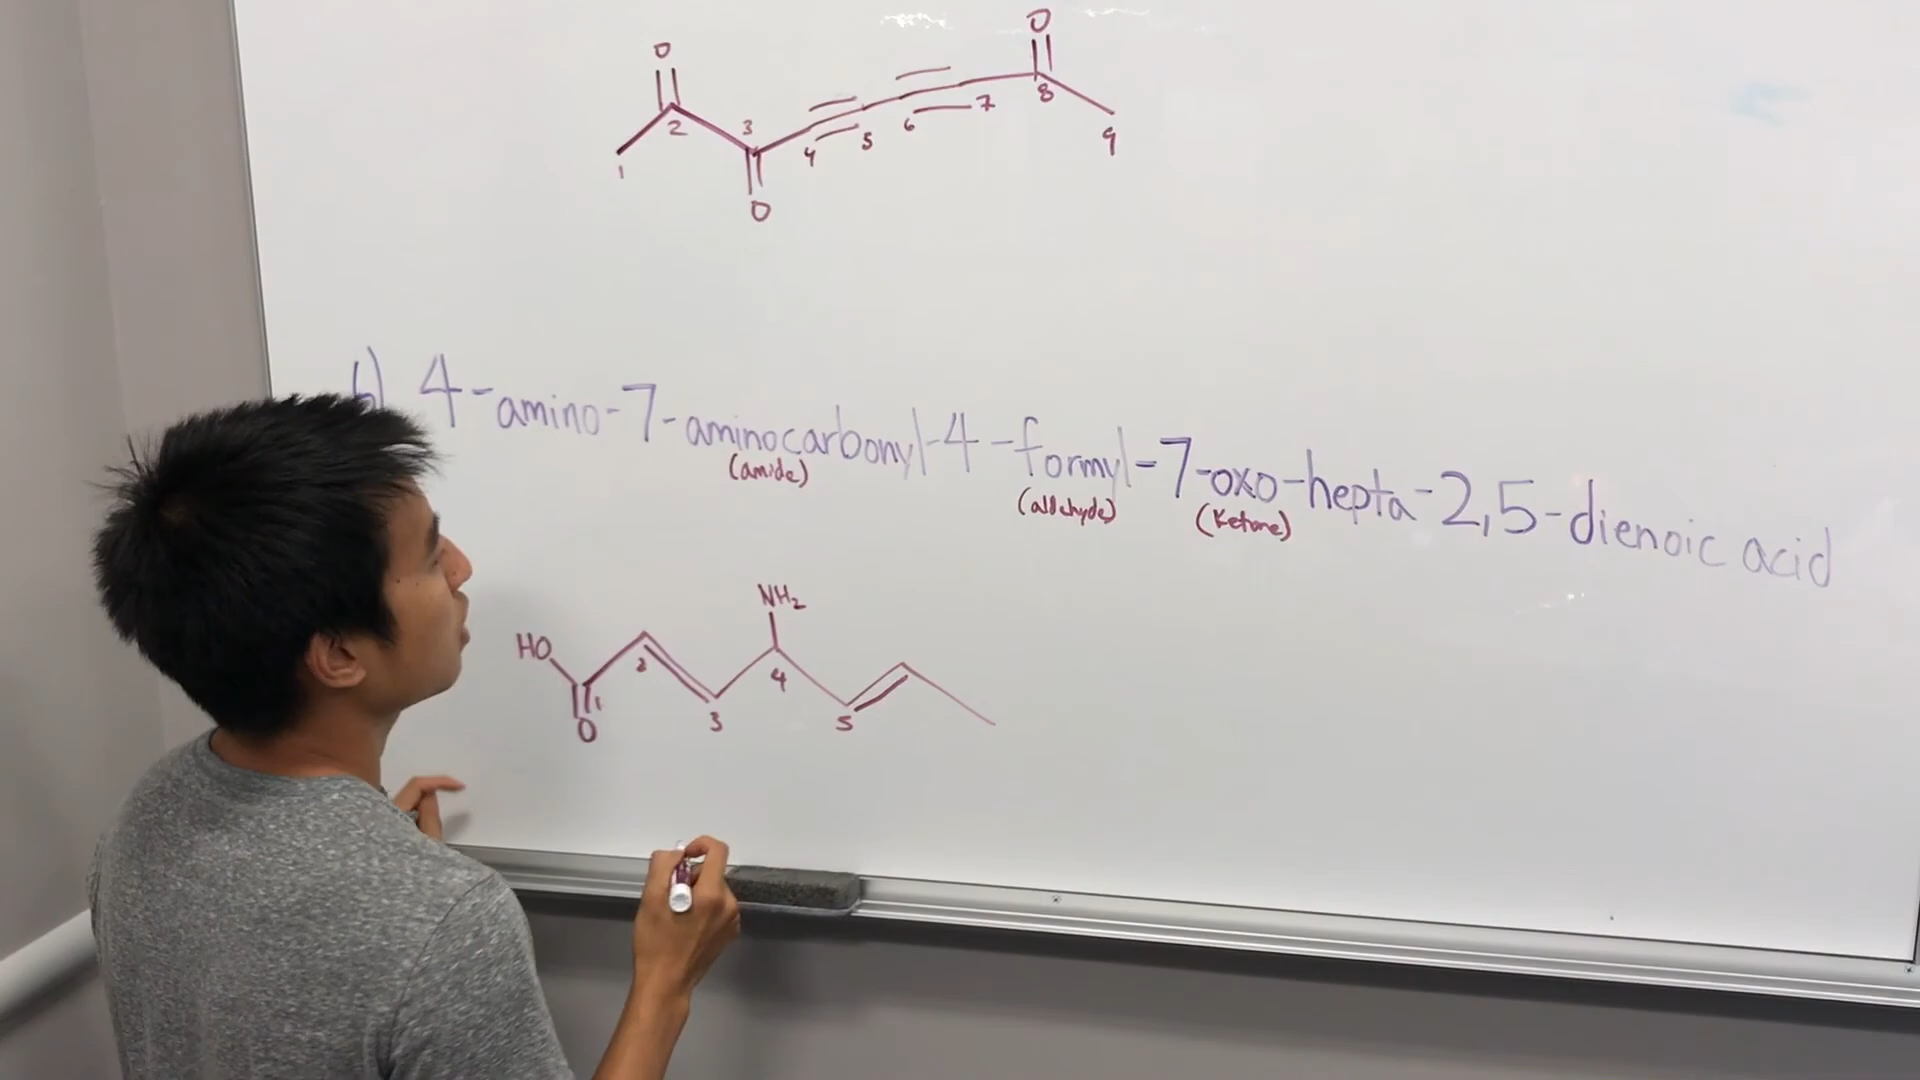 O
O
1 2 3 4 5 6 7 8 9
O
b) 4-amino-7-aminocarbonyl-4-formyl-7-oxo-hepta-2,5-dienoic acid
(amide) (aldehyde) (Ketone)
NH2
HO
1 2 3 4 5
O